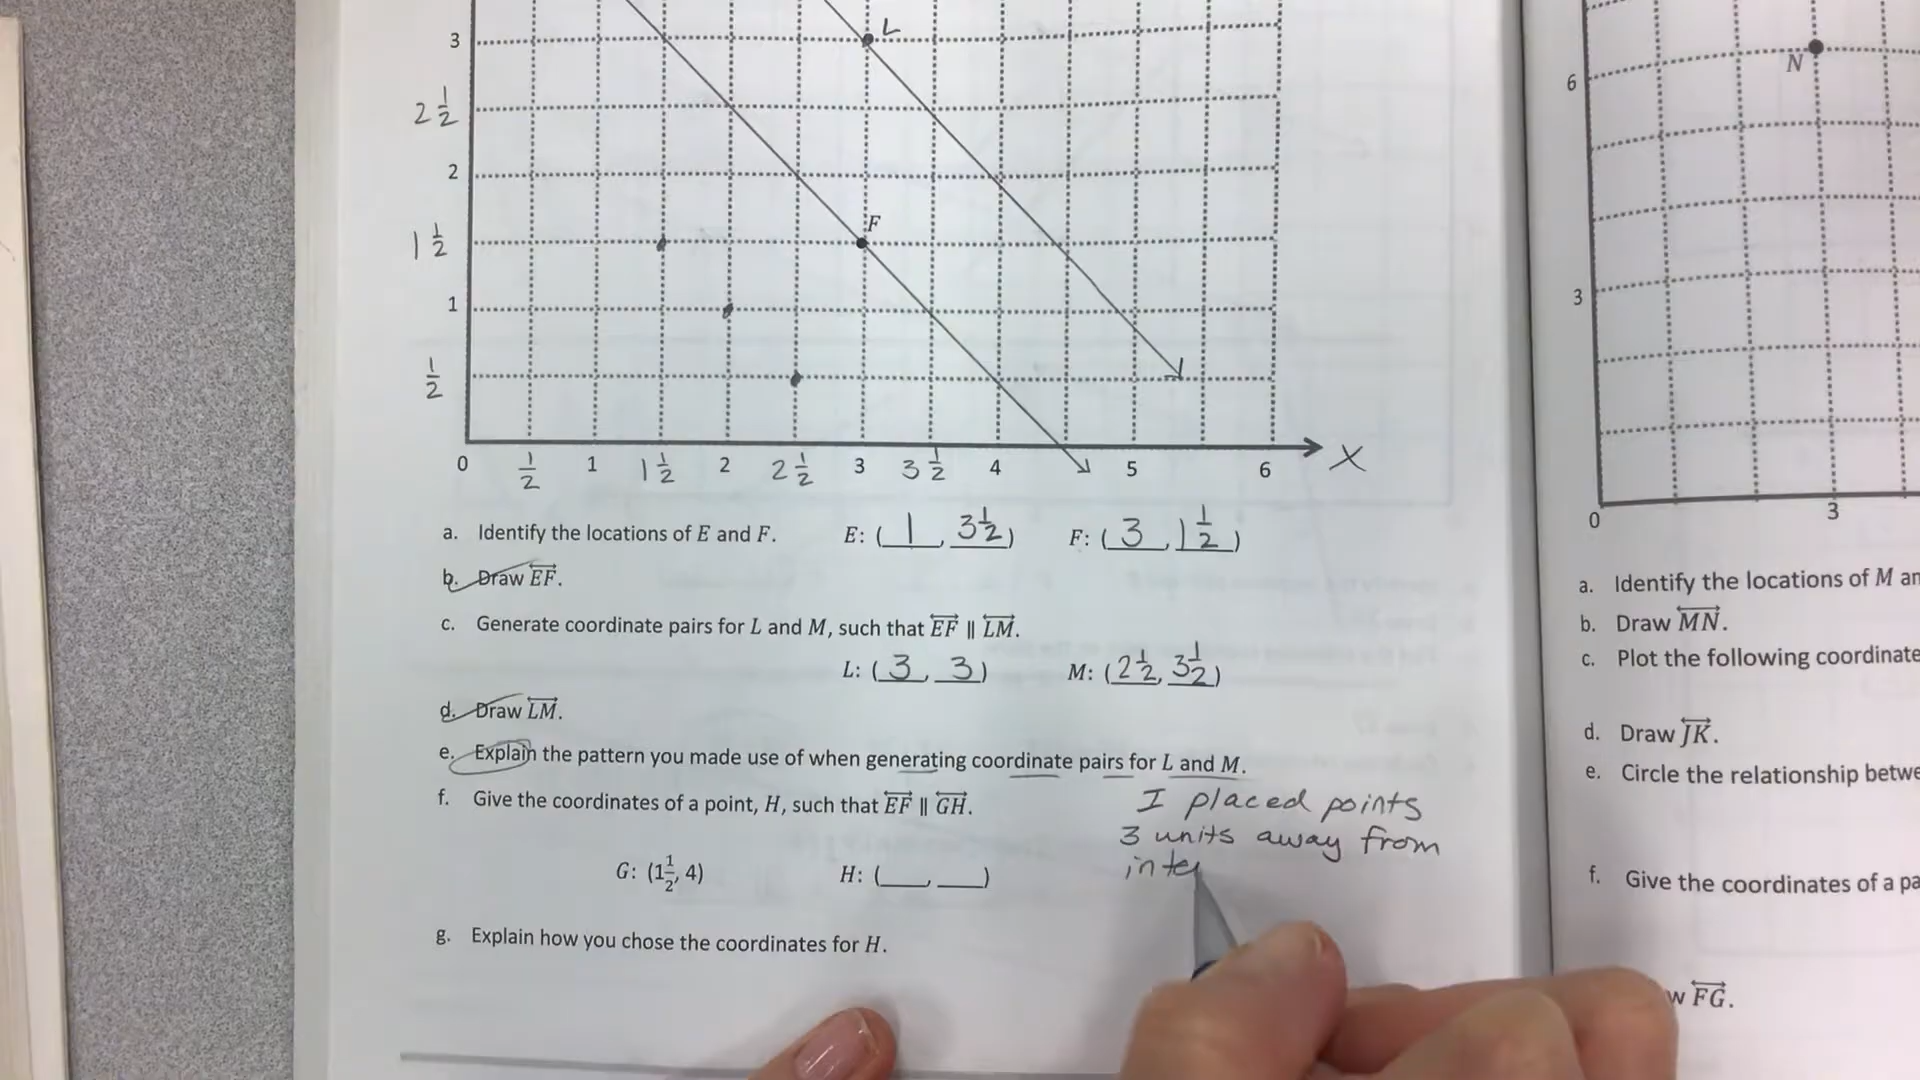 3
L
2 1/2
2
F
1 1/2
1
1/2
0 1/2 1 1 1/2 2 2 1/2 3 3 1/2 4 5 6 X
a. Identify the locations of E and F. E: (1, 3 1/2) F: (3, 1 1/2)
b. Draw EF.
c. Generate coordinate pairs for L and M, such that EF ∥ LM.
L: (3, 3) M: (2 1/2, 3 1/2)
d. Draw LM.
e. Explain the pattern you made use of when generating coordinate pairs for L and M.
f. Give the coordinates of a point, H, such that EF ∥ GH.
I placed points
3 units away from
inte
G: (1 1/2, 4) H: (___, ___)
g. Explain how you chose the coordinates for H.
6
N
3
0 3
a. Identify the locations of M an
b. Draw MN.
c. Plot the following coordinate
d. Draw JK.
e. Circle the relationship betwe
f. Give the coordinates of a pa
w FG.